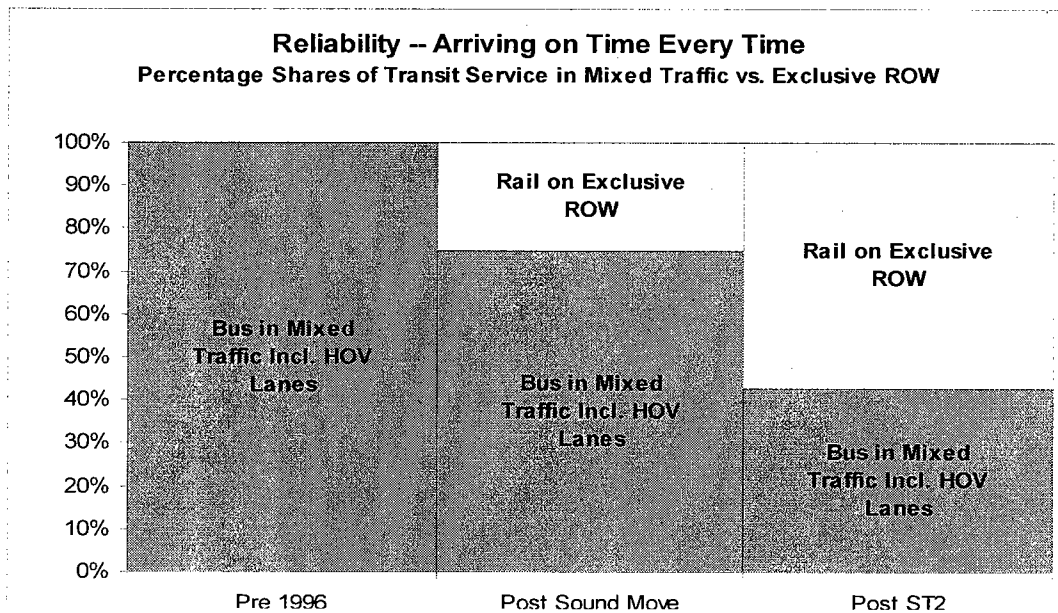 Reliability -- Arriving on Time Every Time
Percentage Shares of Transit Service in Mixed Traffic vs. Exclusive ROW
100%
90%
80%
70%
60%
50%
40%
30%
20%
10%
0%
Bus in Mixed
Traffic Incl. HOV
Lanes
Rail on Exclusive
ROW
Bus in Mixed
Traffic Incl. HOV
Lanes
Rail on Exclusive
ROW
Bus in Mixed
Traffic Incl. HOV
Lanes
Pre 1996
Post Sound Move
Post ST2